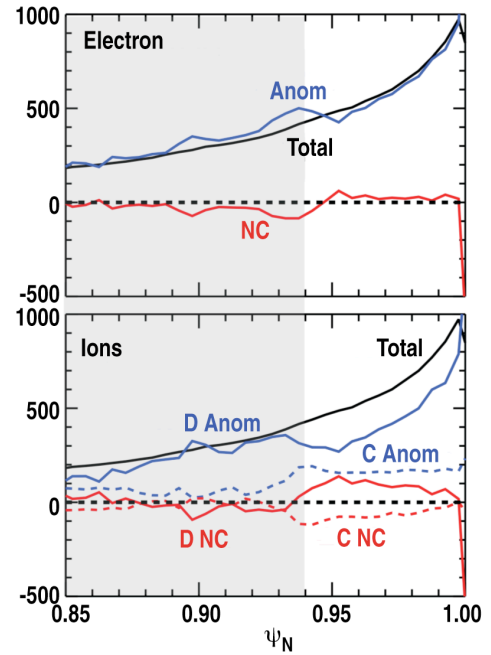 1000
Electron
Anom
500
Total
0
NC
-500
1000
Ions
Total
D Anom
500
C Anom
0
D NC
C NC
-500
0.85
0.90
0.95
1.00
ψN